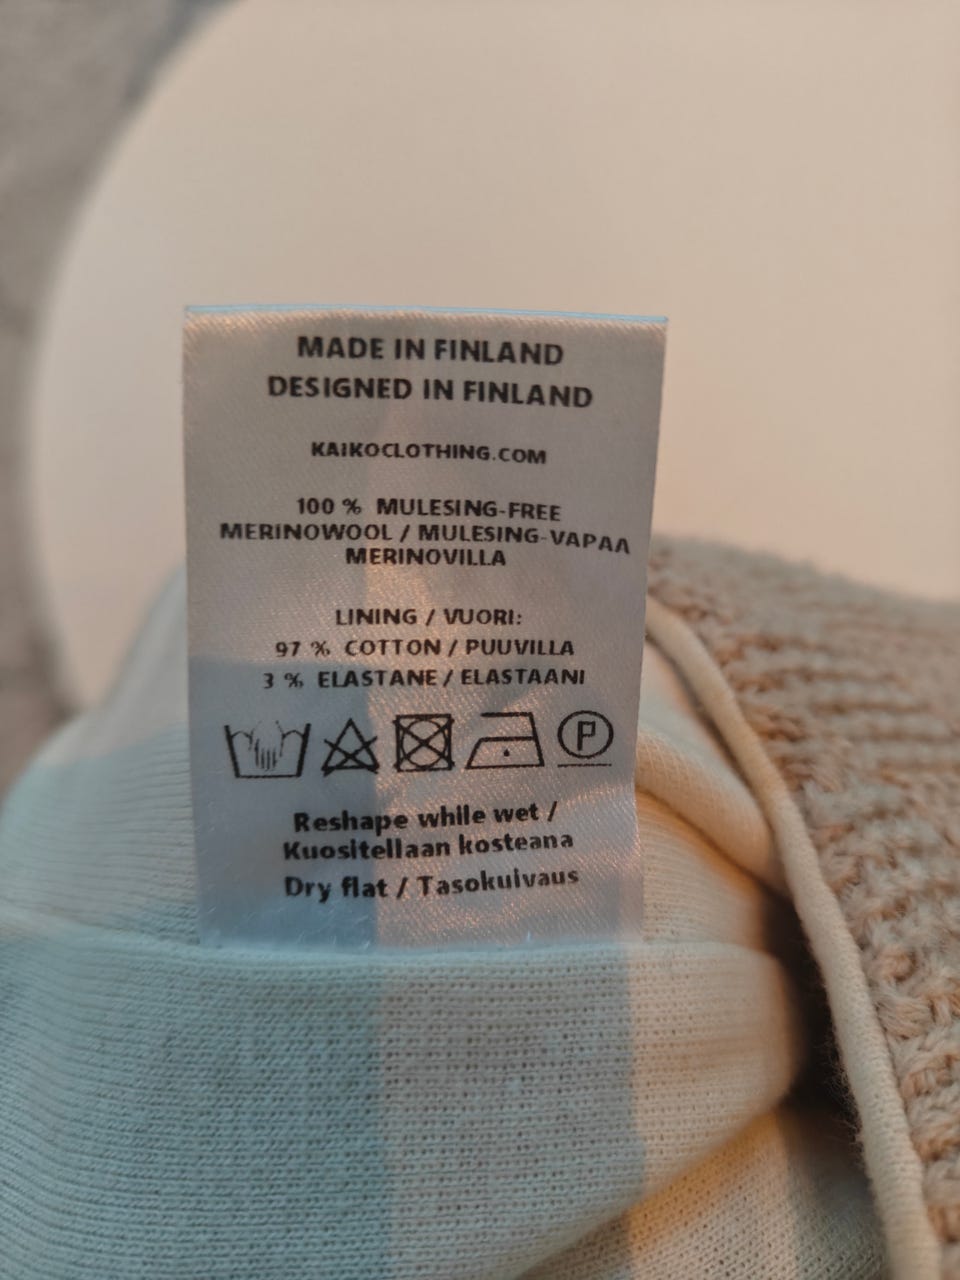 MADE IN FINLAND
DESIGNED IN FINLAND
KAIKOCLOTHING.COM
100 % MULESING-FREE
MERINOWOOL / MULESING-VAPAA
MERINOVILLA
LINING / VUORI:
97 % COTTON / PUUVILLA
3 % ELASTANE / ELASTAANI
P
Reshape while wet /
Kuositellaan kosteana
Dry flat / Tasokuivaus